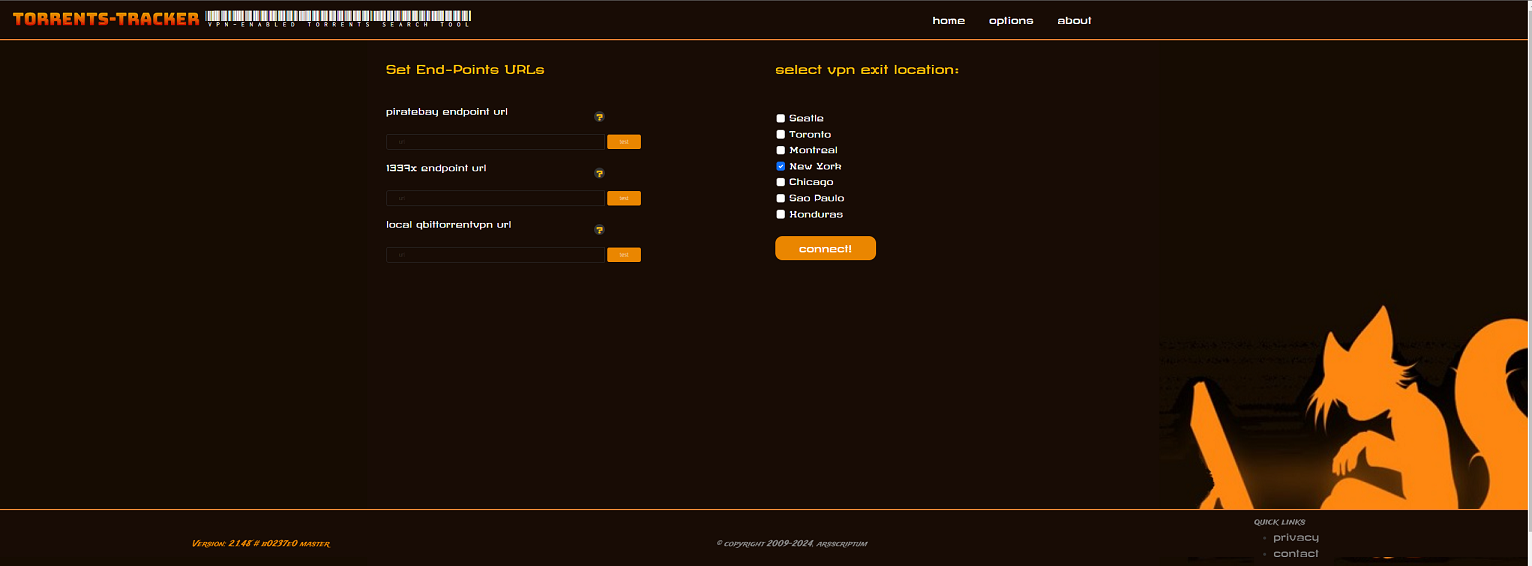 TORRENTS-TRACKER
VPN-ENABLED TORRENTS SEARCH TOOL
home options about
Set End-Points URLs
piratebay endpoint url
?
url
test
1337x endpoint url
?
url
test
local qbittorrentvpn url
?
url
test
select vpn exit location:
Seatle
Toronto
Montreal
New York
Chicago
Sao Paulo
Honduras
connect!
Version: 2.1.48 # b0237e0 master
© copyright 2009-2024, arsscriptum
quick links
privacy
contact